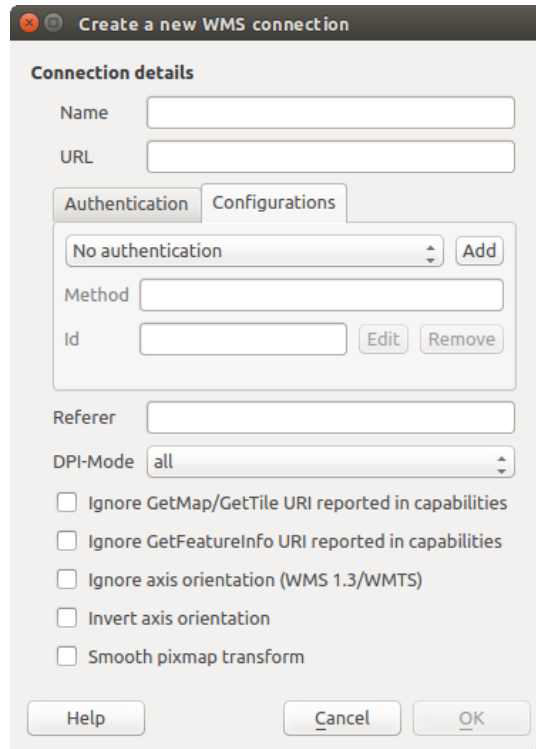 Create a new WMS connection
Connection details
Name
URL
Authentication Configurations
No authentication Add
Method
Id Edit Remove
Referer
DPI-Mode all
Ignore GetMap/GetTile URI reported in capabilities
Ignore GetFeatureInfo URI reported in capabilities
Ignore axis orientation (WMS 1.3/WMTS)
Invert axis orientation
Smooth pixmap transform
Help Cancel OK